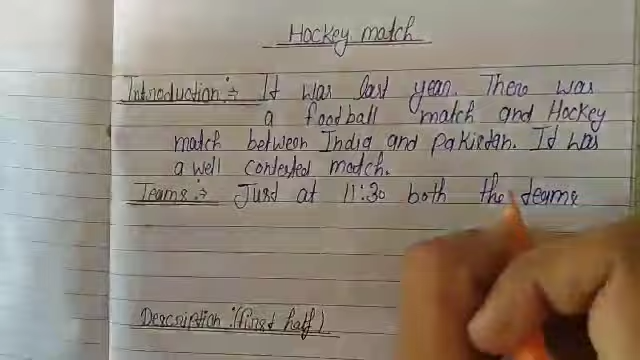 Hockey match
Introduction :→ It was last year. There was
a football match and Hockey
match between India and Pakistan. It was
a well contested match.
Teams :→ Just at 11:30 both the teams
Description :(first half).